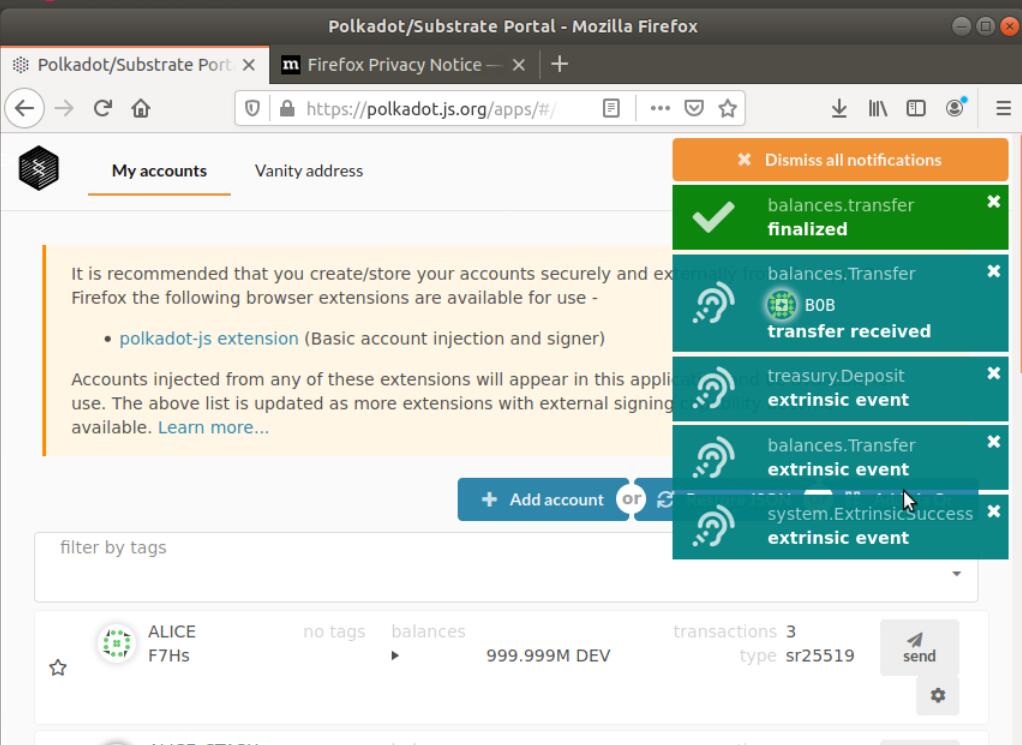 Polkadot/Substrate Portal - Mozilla Firefox
Polkadot/Substrate Port
Firefox Privacy Notice —
https://polkadot.js.org/apps/#/
My accounts
Vanity address
Dismiss all notifications
balances.transfer
finalized
balances.Transfer
BOB
transfer received
treasury.Deposit
extrinsic event
balances.Transfer
extrinsic event
system.ExtrinsicSuccess
extrinsic event
It is recommended that you create/store your accounts securely and externally
Firefox the following browser extensions are available for use -
• polkadot-js extension (Basic account injection and signer)
Accounts injected from any of these extensions will appear in this application and
use. The above list is updated as more extensions with external signing capability
available. Learn more...
Add account
or
Restore JSON
filter by tags
ALICE
no tags
balances
transactions 3
F7Hs
999.999M DEV
type sr25519
send